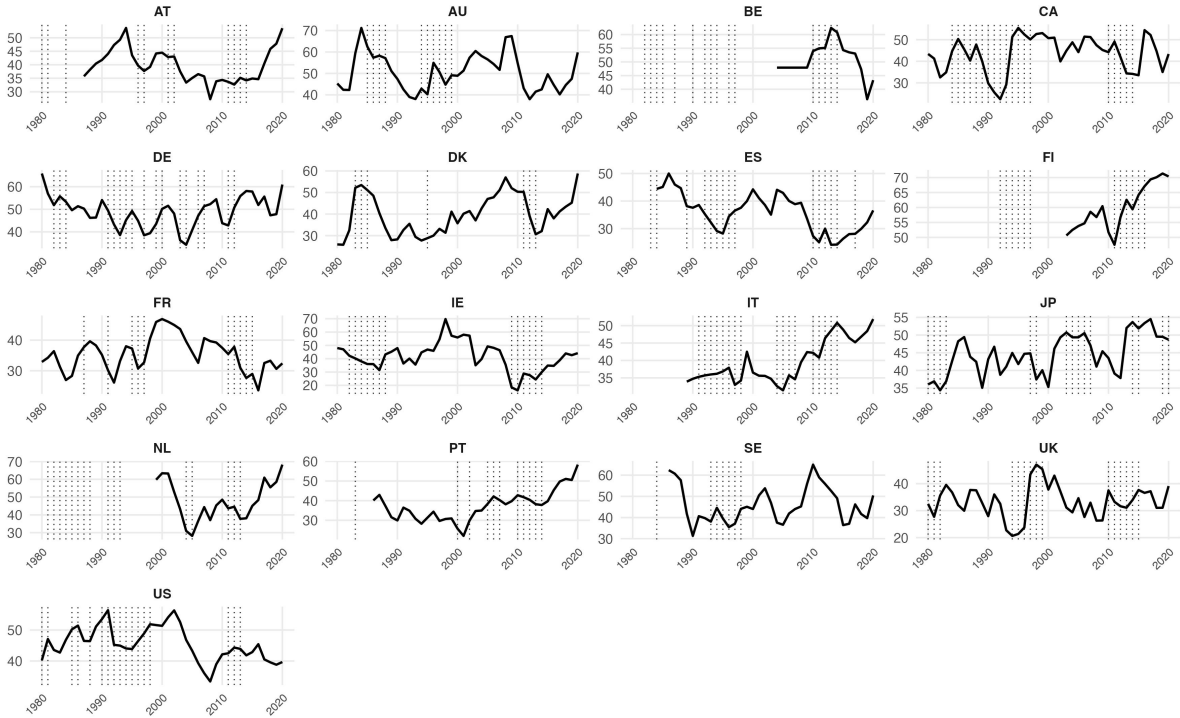 AT AU BE CA
50 45 40 35 30 70 60 50 40 60 55 50 45 40 50 40 30
1980 1990 2000 2010 2020 1980 1990 2000 2010 2020 1980 1990 2000 2010 2020 1980 1990 2000 2010 2020
DE DK ES FI
60 50 40 60 50 40 30 50 40 30 70 65 60 55 50
1980 1990 2000 2010 2020 1980 1990 2000 2010 2020 1980 1990 2000 2010 2020 1980 1990 2000 2010 2020
FR IE IT JP
40 30 70 60 50 40 30 20 50 45 40 35 55 50 45 40 35
1980 1990 2000 2010 2020 1980 1990 2000 2010 2020 1980 1990 2000 2010 2020 1980 1990 2000 2010 2020
NL PT SE UK
70 60 50 40 30 60 50 40 30 60 50 40 30 40 30 20
1980 1990 2000 2010 2020 1980 1990 2000 2010 2020 1980 1990 2000 2010 2020 1980 1990 2000 2010 2020
US
50 40
1980 1990 2000 2010 2020